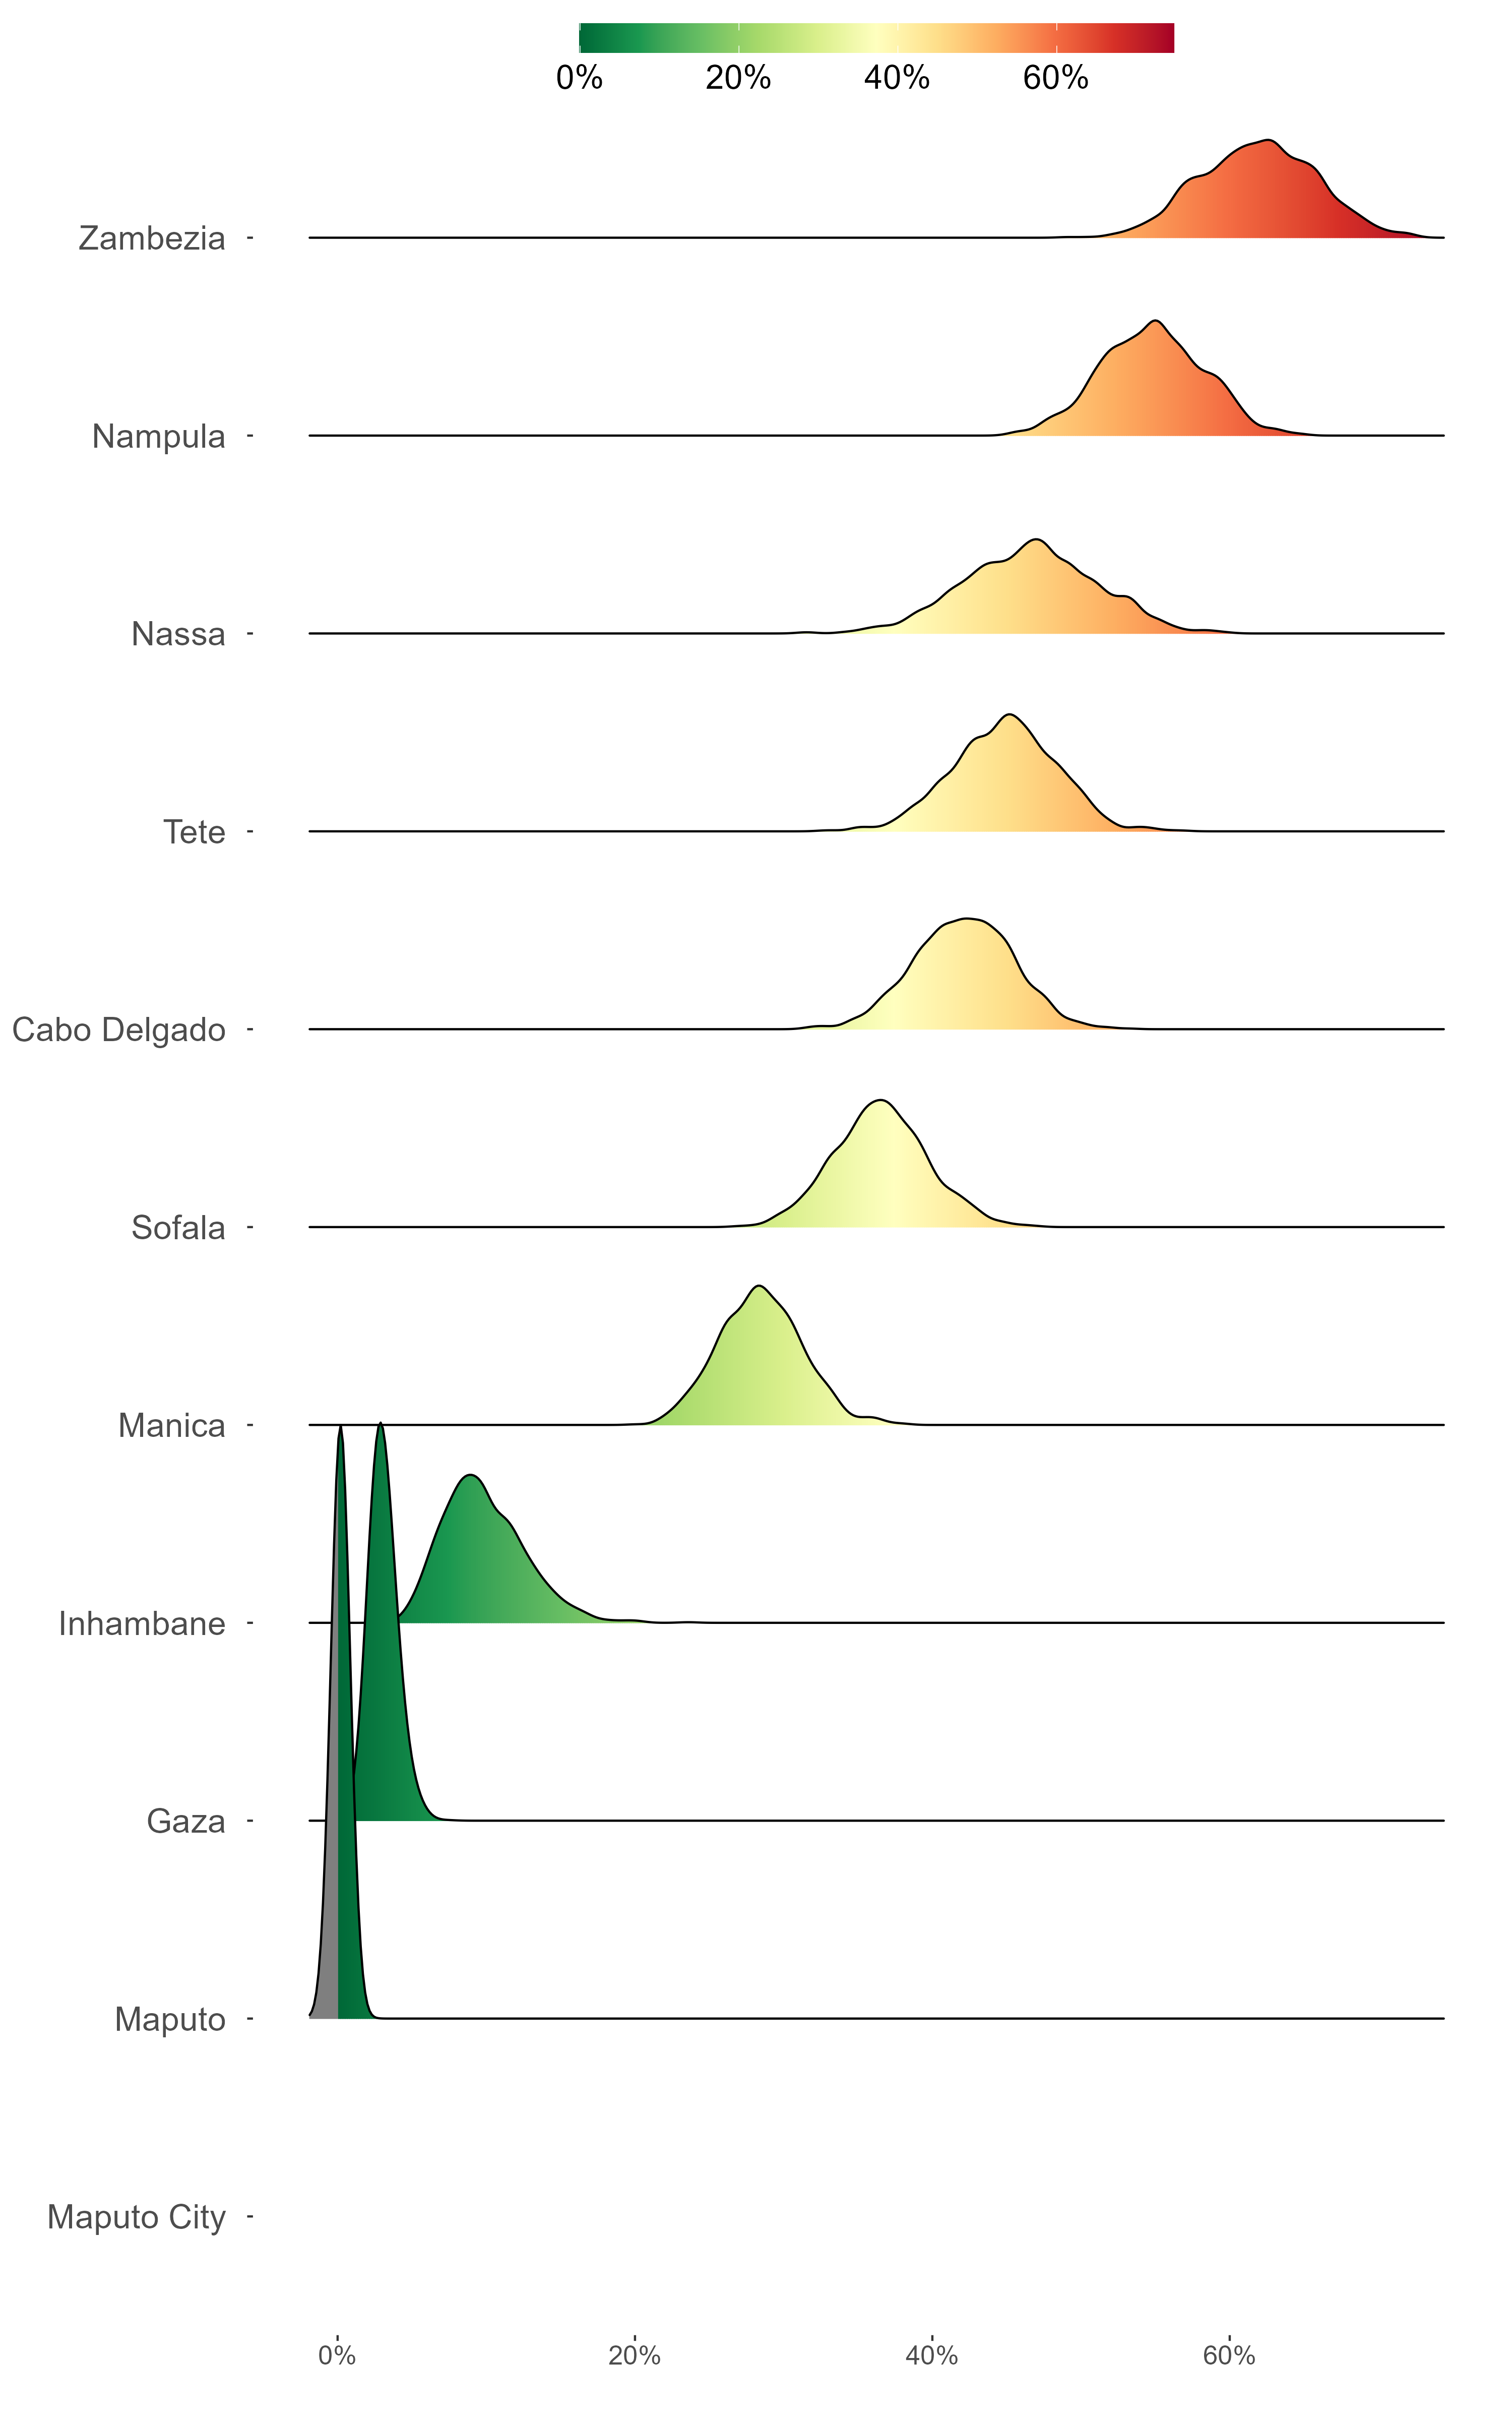 0% 20% 40% 60%
Zambezia
Nampula
Nassa
Tete
Cabo Delgado
Sofala
Manica
Inhambane
Gaza
Maputo
Maputo City
0% 20% 40% 60%